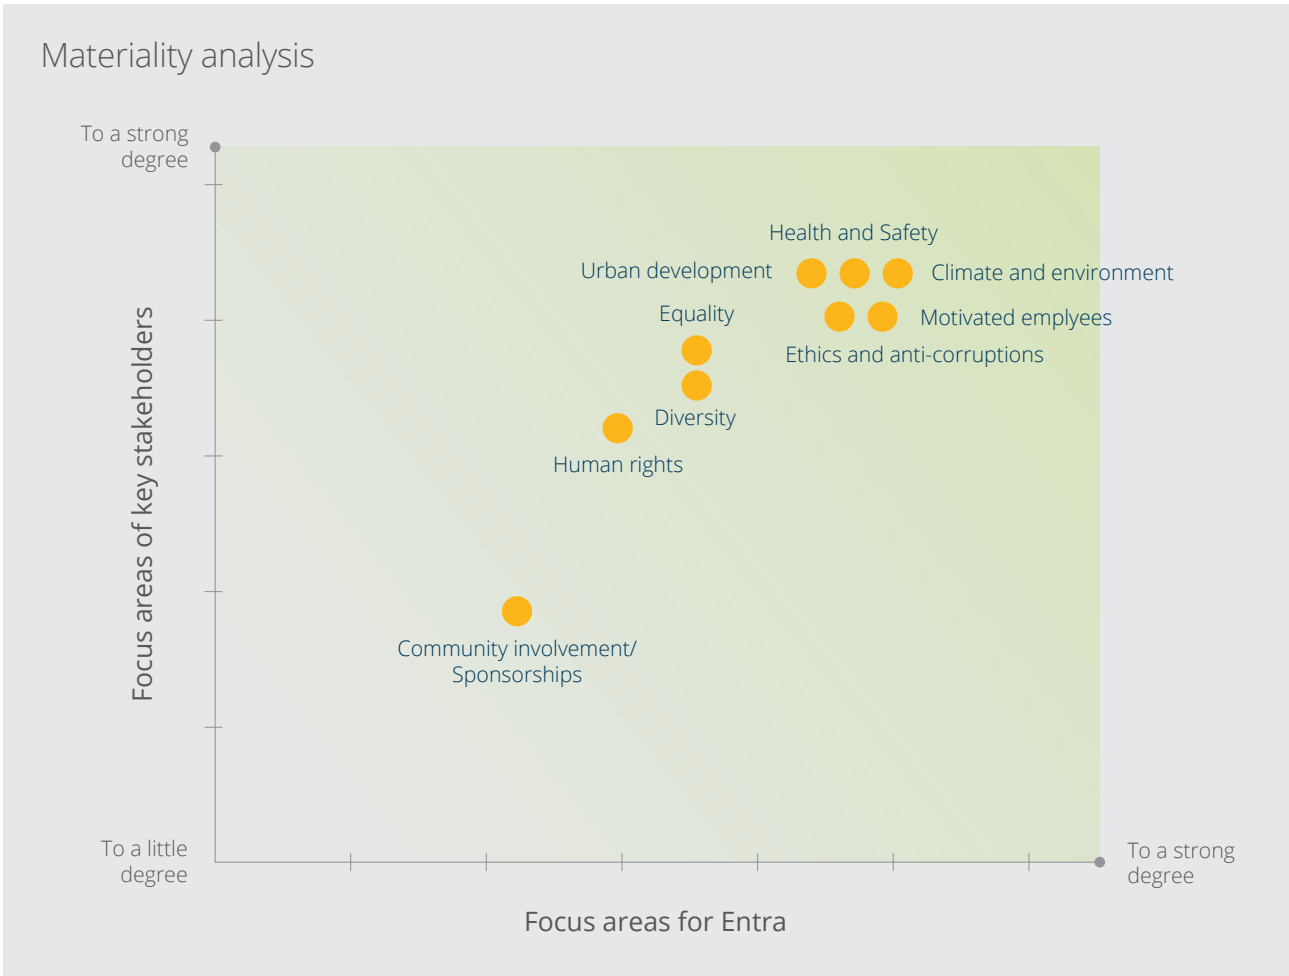 Materiality analysis
To a strong
degree
Health and Safety
Urban development
Climate and environment
Equality
Motivated emplyees
Ethics and anti-corruptions
Diversity
Human rights
Focus areas of key stakeholders
Community involvement/
Sponsorships
To a little
degree
To a strong
degree
Focus areas for Entra